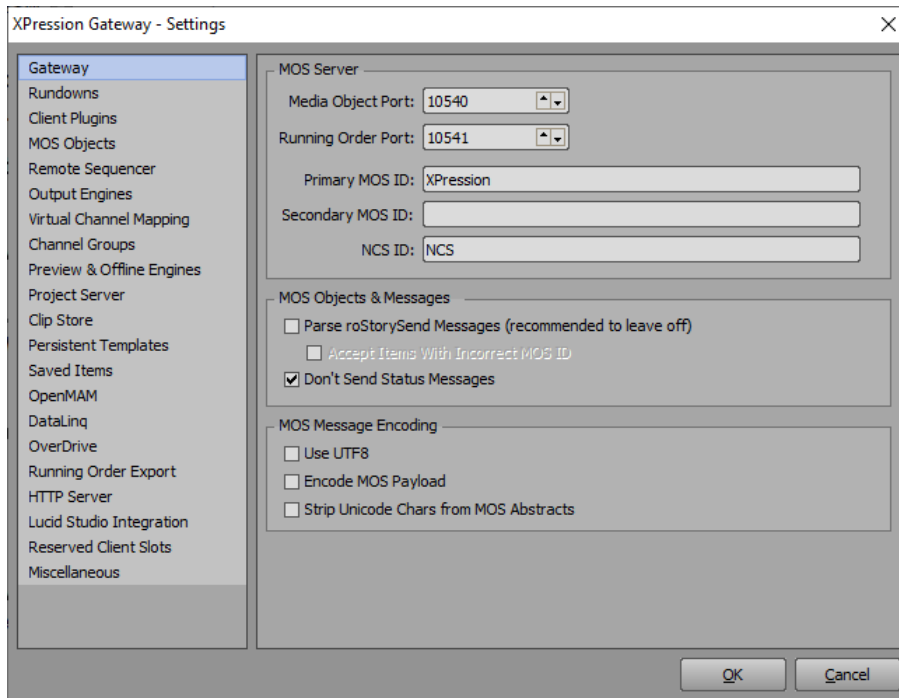 XPression Gateway - Settings
Gateway
Rundowns
Client Plugins
MOS Objects
Remote Sequencer
Output Engines
Virtual Channel Mapping
Channel Groups
Preview & Offline Engines
Project Server
Clip Store
Persistent Templates
Saved Items
OpenMAM
DataLinq
OverDrive
Running Order Export
HTTP Server
Lucid Studio Integration
Reserved Client Slots
Miscellaneous
MOS Server
Media Object Port: 10540
Running Order Port: 10541
Primary MOS ID: XPression
Secondary MOS ID:
NCS ID: NCS
MOS Objects & Messages
Parse roStorySend Messages (recommended to leave off)
Accept Items With Incorrect MOS ID
Don't Send Status Messages
MOS Message Encoding
Use UTF8
Encode MOS Payload
Strip Unicode Chars from MOS Abstracts
OK Cancel